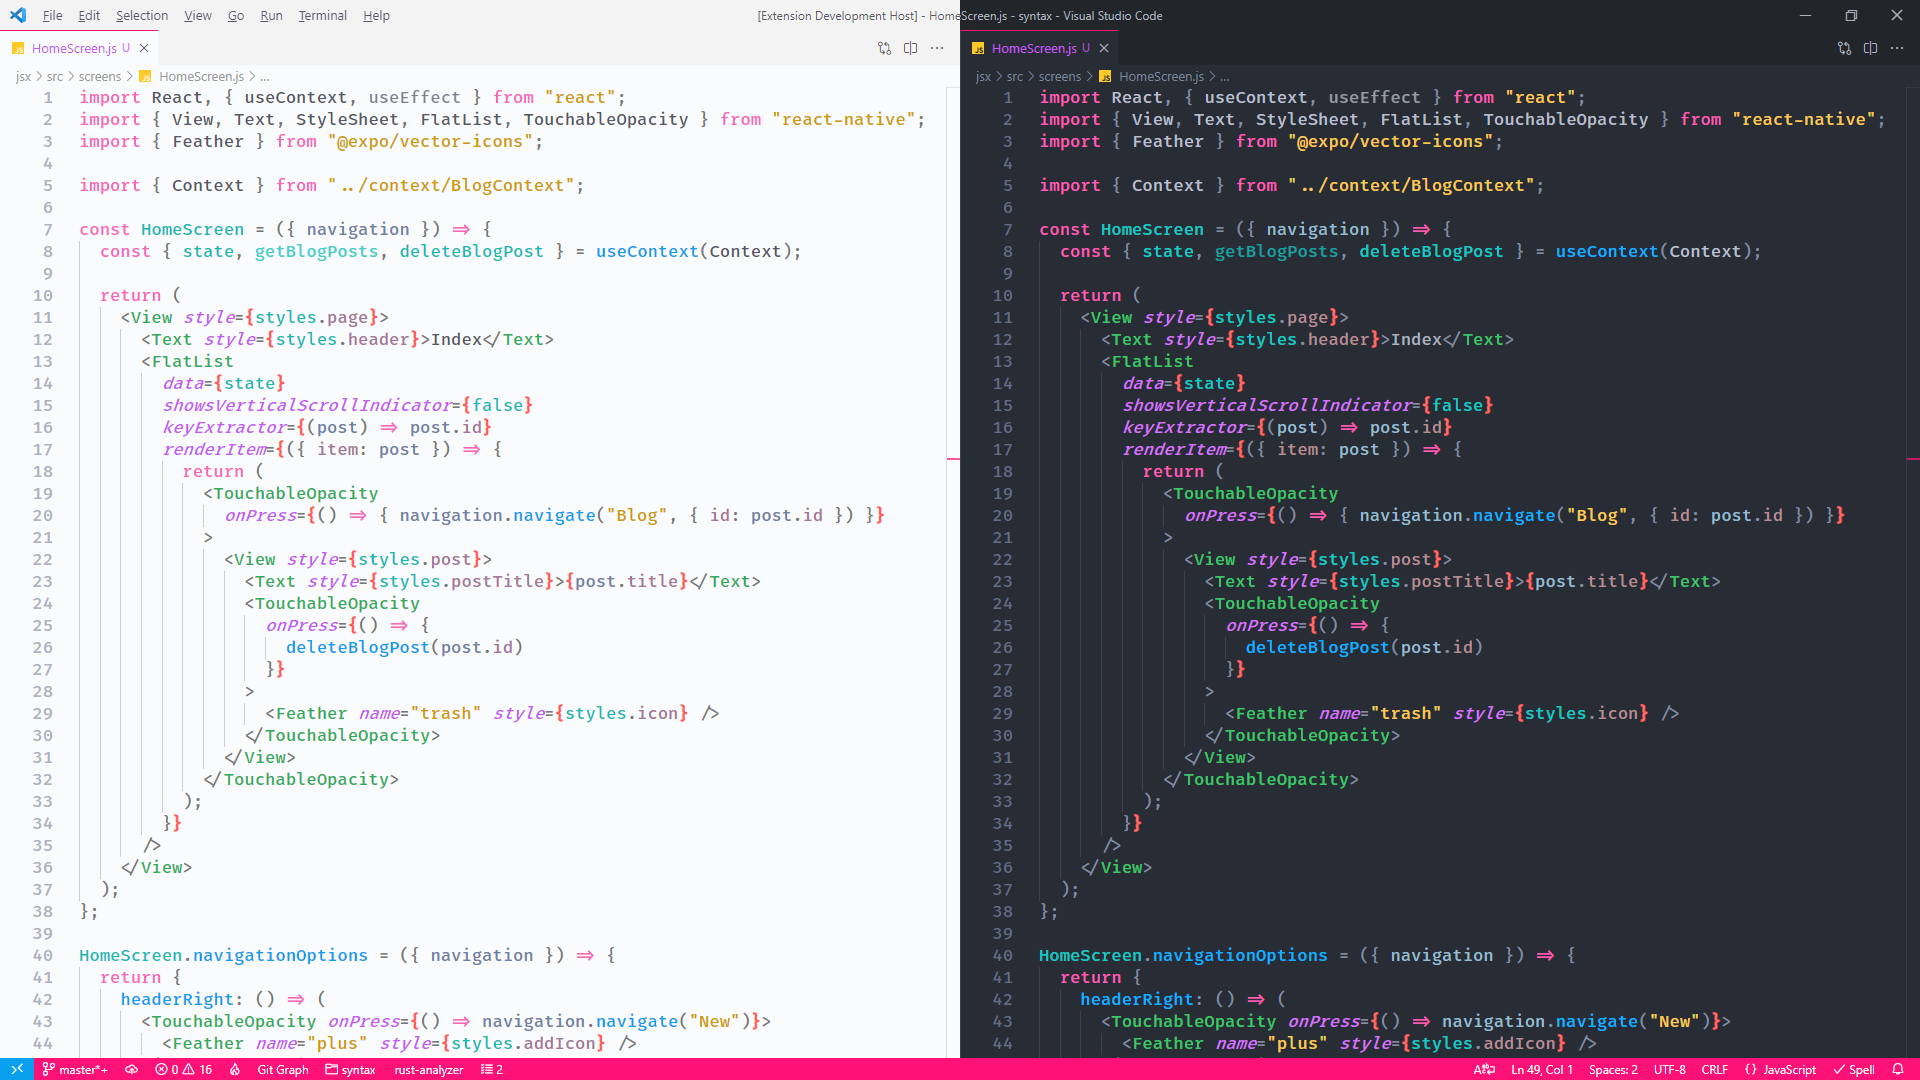 File Edit Selection View Go Run Terminal Help [Extension Development Host] - HomeScreen.js - syntax - Visual Studio Code
JS HomeScreen.js U
jsx > src > screens > JS HomeScreen.js > ...
1 import React, { useContext, useEffect } from "react";
2 import { View, Text, StyleSheet, FlatList, TouchableOpacity } from "react-native";
3 import { Feather } from "@expo/vector-icons";
4
5 import { Context } from "../context/BlogContext";
6
7 const HomeScreen = ({ navigation }) => {
8 const { state, getBlogPosts, deleteBlogPost } = useContext(Context);
9
10 return (
11 <View style={styles.page}>
12 <Text style={styles.header}>Index</Text>
13 <FlatList
14 data={state}
15 showsVerticalScrollIndicator={false}
16 keyExtractor={(post) => post.id}
17 renderItem={({ item: post }) => {
18 return (
19 <TouchableOpacity
20 onPress={() => { navigation.navigate("Blog", { id: post.id }) }}
21 >
22 <View style={styles.post}>
23 <Text style={styles.postTitle}>{post.title}</Text>
24 <TouchableOpacity
25 onPress={() => {
26 deleteBlogPost(post.id)
27 }}
28 >
29 <Feather name="trash" style={styles.icon} />
30 </TouchableOpacity>
31 </View>
32 </TouchableOpacity>
33 );
34 }}
35 />
36 </View>
37 );
38 };
39
40 HomeScreen.navigationOptions = ({ navigation }) => {
41 return {
42 headerRight: () => (
43 <TouchableOpacity onPress={() => navigation.navigate("New")}>
44 <Feather name="plus" style={styles.addIcon} />
JS HomeScreen.js U
jsx > src > screens > JS HomeScreen.js > ...
1 import React, { useContext, useEffect } from "react";
2 import { View, Text, StyleSheet, FlatList, TouchableOpacity } from "react-native";
3 import { Feather } from "@expo/vector-icons";
4
5 import { Context } from "../context/BlogContext";
6
7 const HomeScreen = ({ navigation }) => {
8 const { state, getBlogPosts, deleteBlogPost } = useContext(Context);
9
10 return (
11 <View style={styles.page}>
12 <Text style={styles.header}>Index</Text>
13 <FlatList
14 data={state}
15 showsVerticalScrollIndicator={false}
16 keyExtractor={(post) => post.id}
17 renderItem={({ item: post }) => {
18 return (
19 <TouchableOpacity
20 onPress={() => { navigation.navigate("Blog", { id: post.id }) }}
21 >
22 <View style={styles.post}>
23 <Text style={styles.postTitle}>{post.title}</Text>
24 <TouchableOpacity
25 onPress={() => {
26 deleteBlogPost(post.id)
27 }}
28 >
29 <Feather name="trash" style={styles.icon} />
30 </TouchableOpacity>
31 </View>
32 </TouchableOpacity>
33 );
34 }}
35 />
36 </View>
37 );
38 };
39
40 HomeScreen.navigationOptions = ({ navigation }) => {
41 return {
42 headerRight: () => (
43 <TouchableOpacity onPress={() => navigation.navigate("New")}>
44 <Feather name="plus" style={styles.addIcon} />
master*+ 0 16 Git Graph syntax rust-analyzer 2 Ln 49, Col 1 Spaces: 2 UTF-8 CRLF {} JavaScript Spell